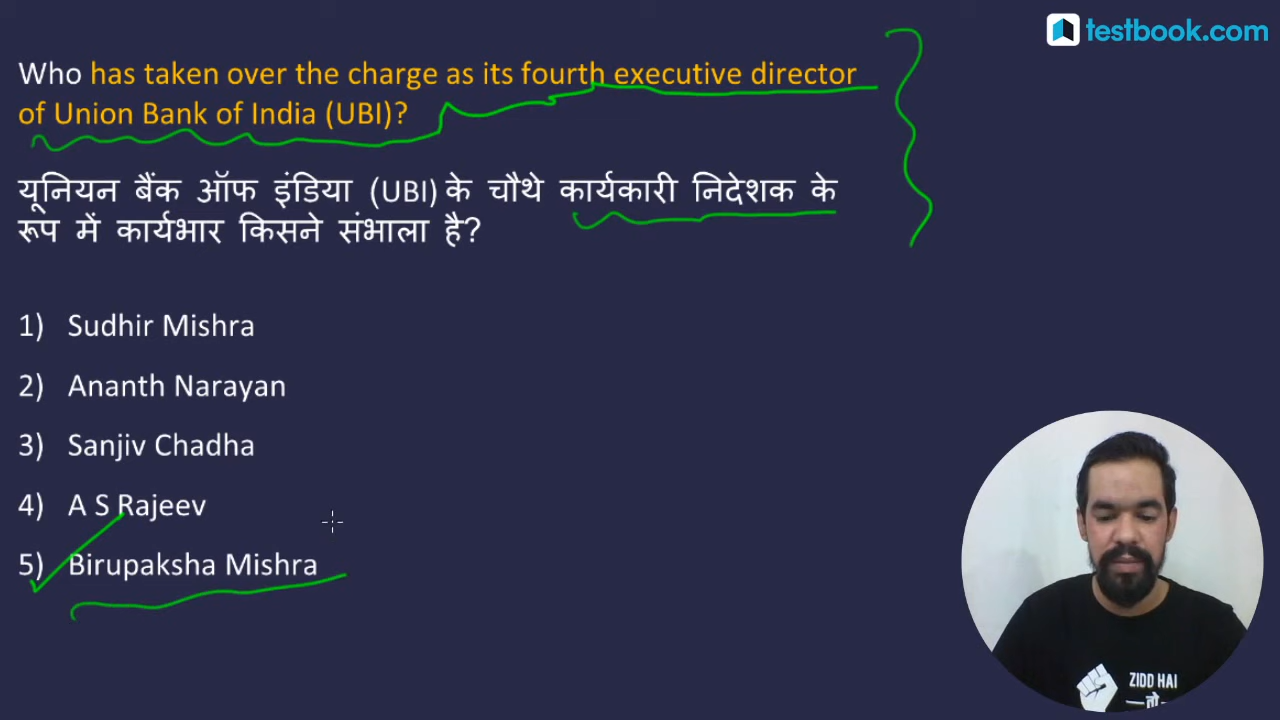 testbook.com
Who has taken over the charge as its fourth executive director
of Union Bank of India (UBI)?
यूनियन बैंक ऑफ इंडिया (UBI) के चौथे कार्यकारी निदेशक के
रूप में कार्यभार किसने संभाला है?
1) Sudhir Mishra
2) Ananth Narayan
3) Sanjiv Chadha
4) A S Rajeev
5) Birupaksha Mishra
ZIDD HAI
तो